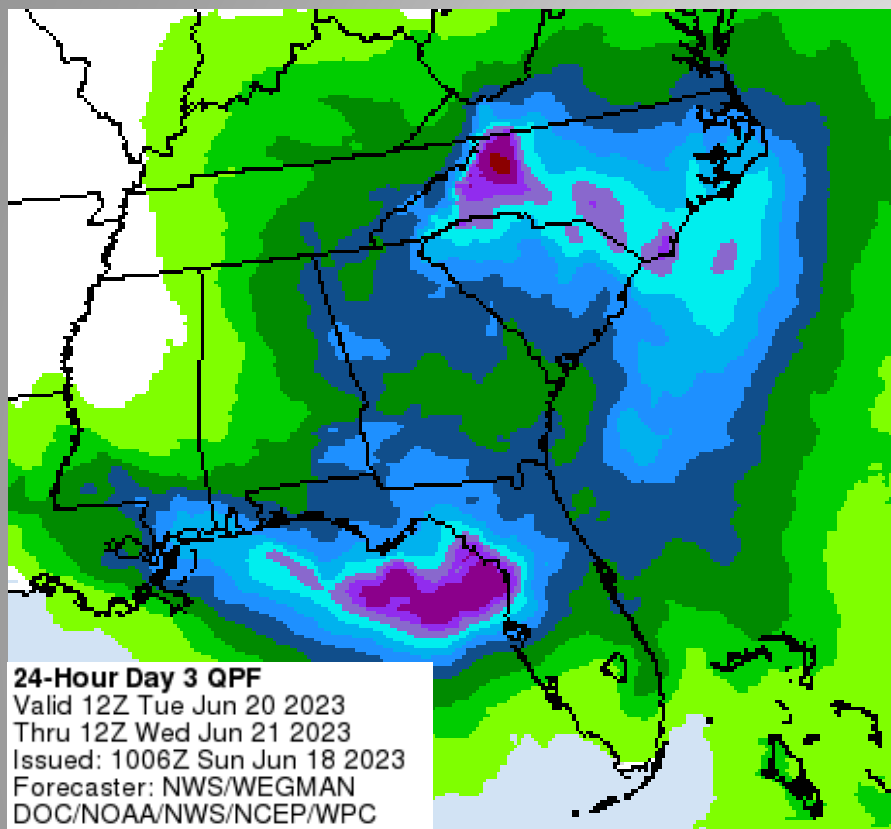 24-Hour Day 3 QPF
Valid 12Z Tue Jun 20 2023
Thru 12Z Wed Jun 21 2023
Issued: 1006Z Sun Jun 18 2023
Forecaster: NWS/WEGMAN
DOC/NOAA/NWS/NCEP/WPC